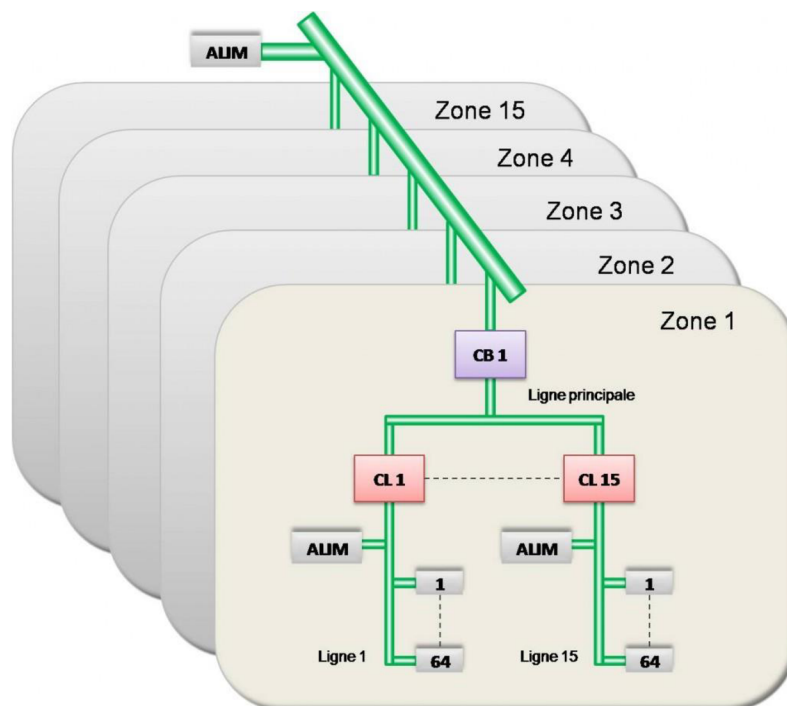 ALIM
Zone 15
Zone 4
Zone 3
Zone 2
Zone 1
CB 1
Ligne principale
CL 1
CL 15
ALIM
ALIM
1
1
Ligne 1
64
Ligne 15
64